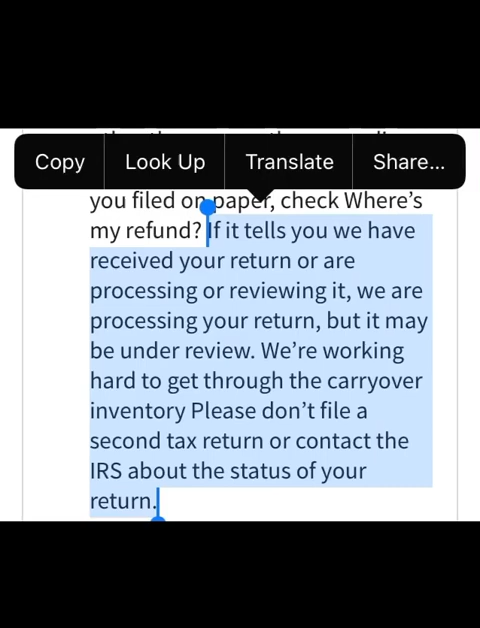 Copy Look Up Translate Share...
you filed on paper, check Where’s
my refund? If it tells you we have
received your return or are
processing or reviewing it, we are
processing your return, but it may
be under review. We’re working
hard to get through the carryover
inventory Please don’t file a
second tax return or contact the
IRS about the status of your
return.